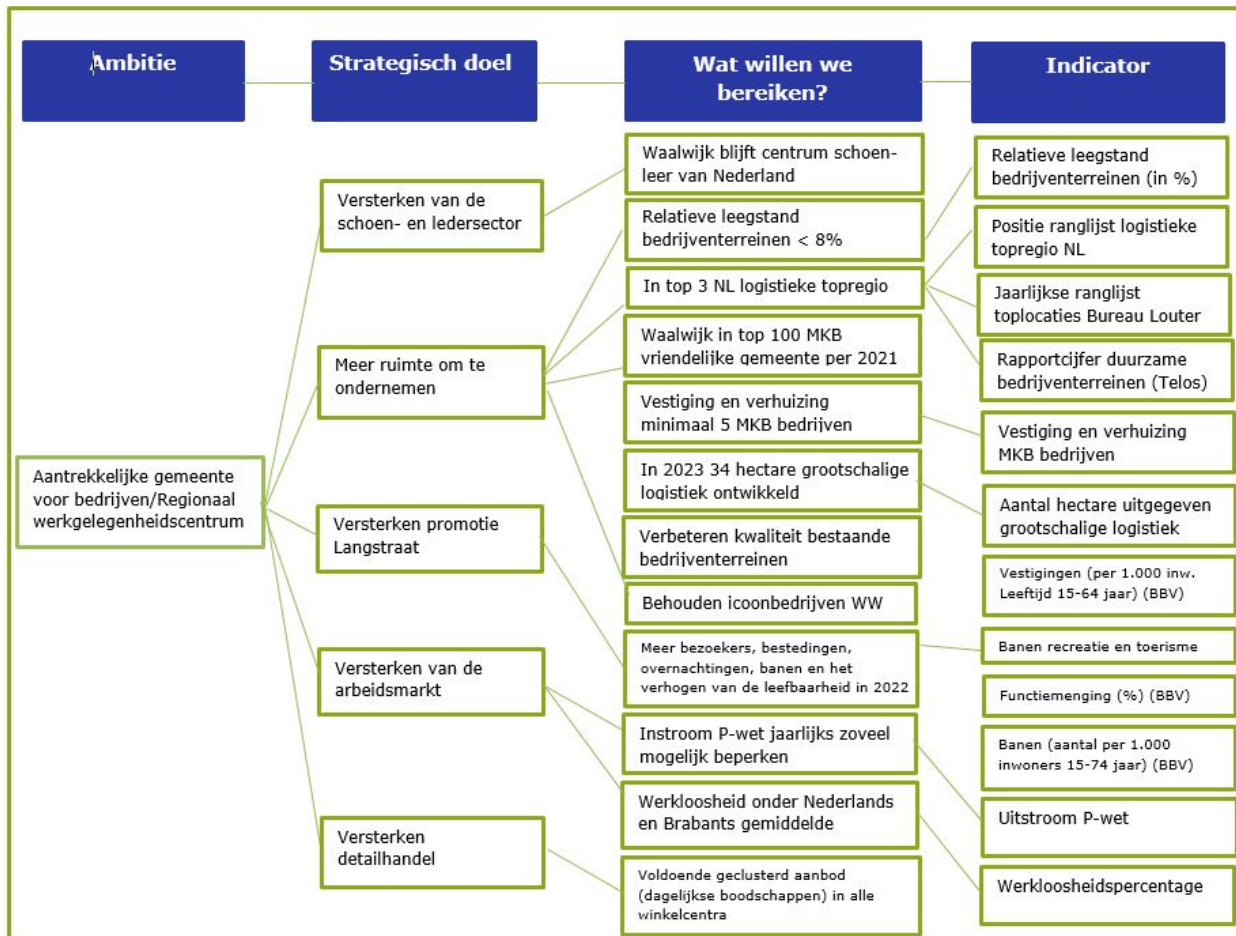 Ambitie
Strategisch doel
Wat willen we
bereiken?
Indicator
Aantrekkelijke gemeente
voor bedrijven/Regionaal
werkgelegenheidscentrum
Versterken van de
schoen- en ledersector
Meer ruimte om te
ondernemen
Versterken promotie
Langstraat
Versterken van de
arbeidsmarkt
Versterken
detailhandel
Waalwijk blijft centrum schoen-
leer van Nederland
Relatieve leegstand
bedrijventerreinen < 8%
In top 3 NL logistieke topregio
Waalwijk in top 100 MKB
vriendelijke gemeente per 2021
Vestiging en verhuizing
minimaal 5 MKB bedrijven
In 2023 34 hectare grootschalige
logistiek ontwikkeld
Verbeteren kwaliteit bestaande
bedrijventerreinen
Behouden icoonbedrijven WW
Meer bezoekers, bestedingen,
overnachtingen, banen en het
verhogen van de leefbaarheid in 2022
Instroom P-wet jaarlijks zoveel
mogelijk beperken
Werkloosheid onder Nederlands
en Brabants gemiddelde
Voldoende geclusterd aanbod
(dagelijkse boodschappen) in alle
winkelcentra
Relatieve leegstand
bedrijventerreinen (in %)
Positie ranglijst logistieke
topregio NL
Jaarlijkse ranglijst
toplocaties Bureau Louter
Rapportcijfer duurzame
bedrijventerreinen (Telos)
Vestiging en verhuizing
MKB bedrijven
Aantal hectare uitgegeven
grootschalige logistiek
Vestigingen (per 1.000 inw.
Leeftijd 15-64 jaar) (BBV)
Banen recreatie en toerisme
Functiemenging (%) (BBV)
Banen (aantal per 1.000
inwoners 15-74 jaar) (BBV)
Uitstroom P-wet
Werkloosheidspercentage